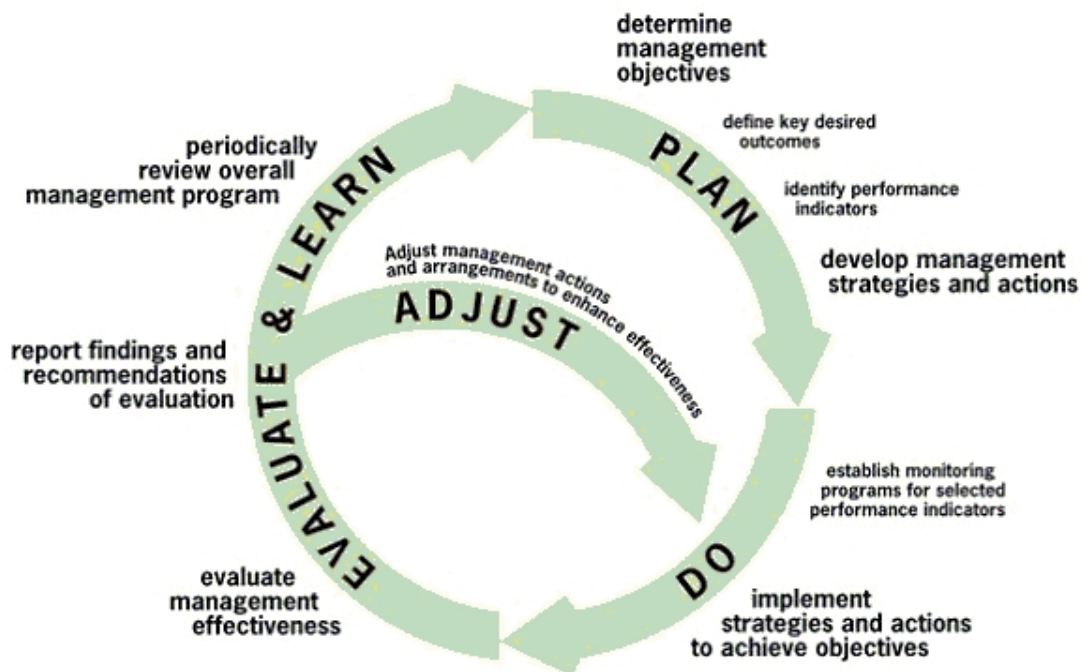 determine
management
objectives
define key desired
outcomes
PLAN
identify performance
indicators
develop management
strategies and actions
establish monitoring
programs for selected
performance indicators
DO
implement
strategies and actions
to achieve objectives
evaluate
management
effectiveness
EVALUATE & LEARN
report findings and
recommendations
of evaluation
periodically
review overall
management program
Adjust management actions
and arrangements to enhance effectiveness
ADJUST